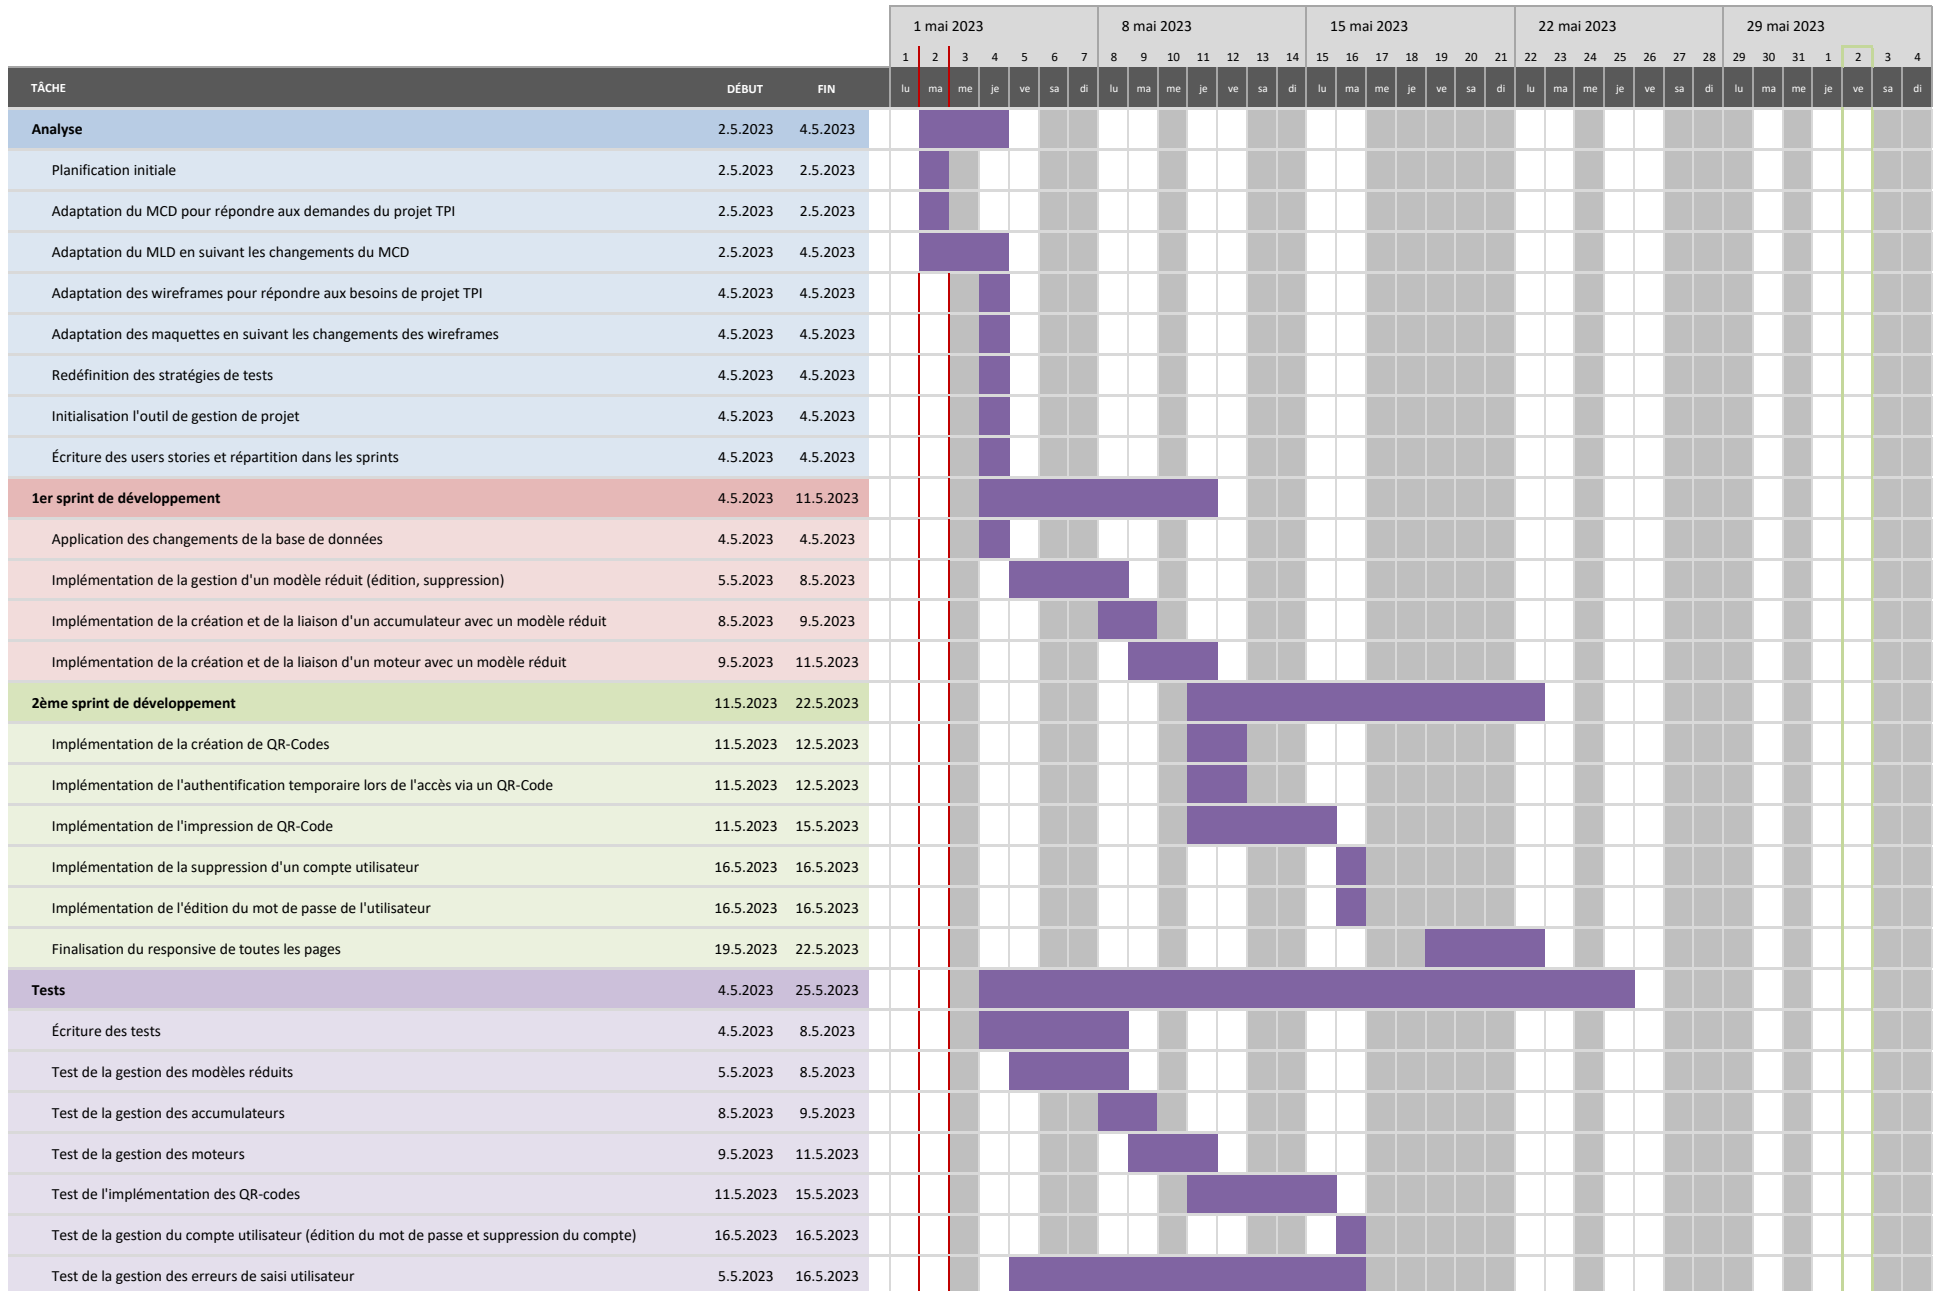 1 mai 2023 8 mai 2023 15 mai 2023 22 mai 2023 29 mai 2023
1 2 3 4 5 6 7 8 9 10 11 12 13 14 15 16 17 18 19 20 21 22 23 24 25 26 27 28 29 30 31 1 2 3 4
TÂCHE DÉBUT FIN lu ma me je ve sa di lu ma me je ve sa di lu ma me je ve sa di lu ma me je ve sa di lu ma me je ve sa di
Analyse 2.5.2023 4.5.2023
Planification initiale 2.5.2023 2.5.2023
Adaptation du MCD pour répondre aux demandes du projet TPI 2.5.2023 2.5.2023
Adaptation du MLD en suivant les changements du MCD 2.5.2023 4.5.2023
Adaptation des wireframes pour répondre aux besoins de projet TPI 4.5.2023 4.5.2023
Adaptation des maquettes en suivant les changements des wireframes 4.5.2023 4.5.2023
Redéfinition des stratégies de tests 4.5.2023 4.5.2023
Initialisation l'outil de gestion de projet 4.5.2023 4.5.2023
Écriture des users stories et répartition dans les sprints 4.5.2023 4.5.2023
1er sprint de développement 4.5.2023 11.5.2023
Application des changements de la base de données 4.5.2023 4.5.2023
Implémentation de la gestion d'un modèle réduit (édition, suppression) 5.5.2023 8.5.2023
Implémentation de la création et de la liaison d'un accumulateur avec un modèle réduit 8.5.2023 9.5.2023
Implémentation de la création et de la liaison d'un moteur avec un modèle réduit 9.5.2023 11.5.2023
2ème sprint de développement 11.5.2023 22.5.2023
Implémentation de la création de QR-Codes 11.5.2023 12.5.2023
Implémentation de l'authentification temporaire lors de l'accès via un QR-Code 11.5.2023 12.5.2023
Implémentation de l'impression de QR-Code 11.5.2023 15.5.2023
Implémentation de la suppression d'un compte utilisateur 16.5.2023 16.5.2023
Implémentation de l'édition du mot de passe de l'utilisateur 16.5.2023 16.5.2023
Finalisation du responsive de toutes les pages 19.5.2023 22.5.2023
Tests 4.5.2023 25.5.2023
Écriture des tests 4.5.2023 8.5.2023
Test de la gestion des modèles réduits 5.5.2023 8.5.2023
Test de la gestion des accumulateurs 8.5.2023 9.5.2023
Test de la gestion des moteurs 9.5.2023 11.5.2023
Test de l'implémentation des QR-codes 11.5.2023 15.5.2023
Test de la gestion du compte utilisateur (édition du mot de passe et suppression du compte) 16.5.2023 16.5.2023
Test de la gestion des erreurs de saisi utilisateur 5.5.2023 16.5.2023